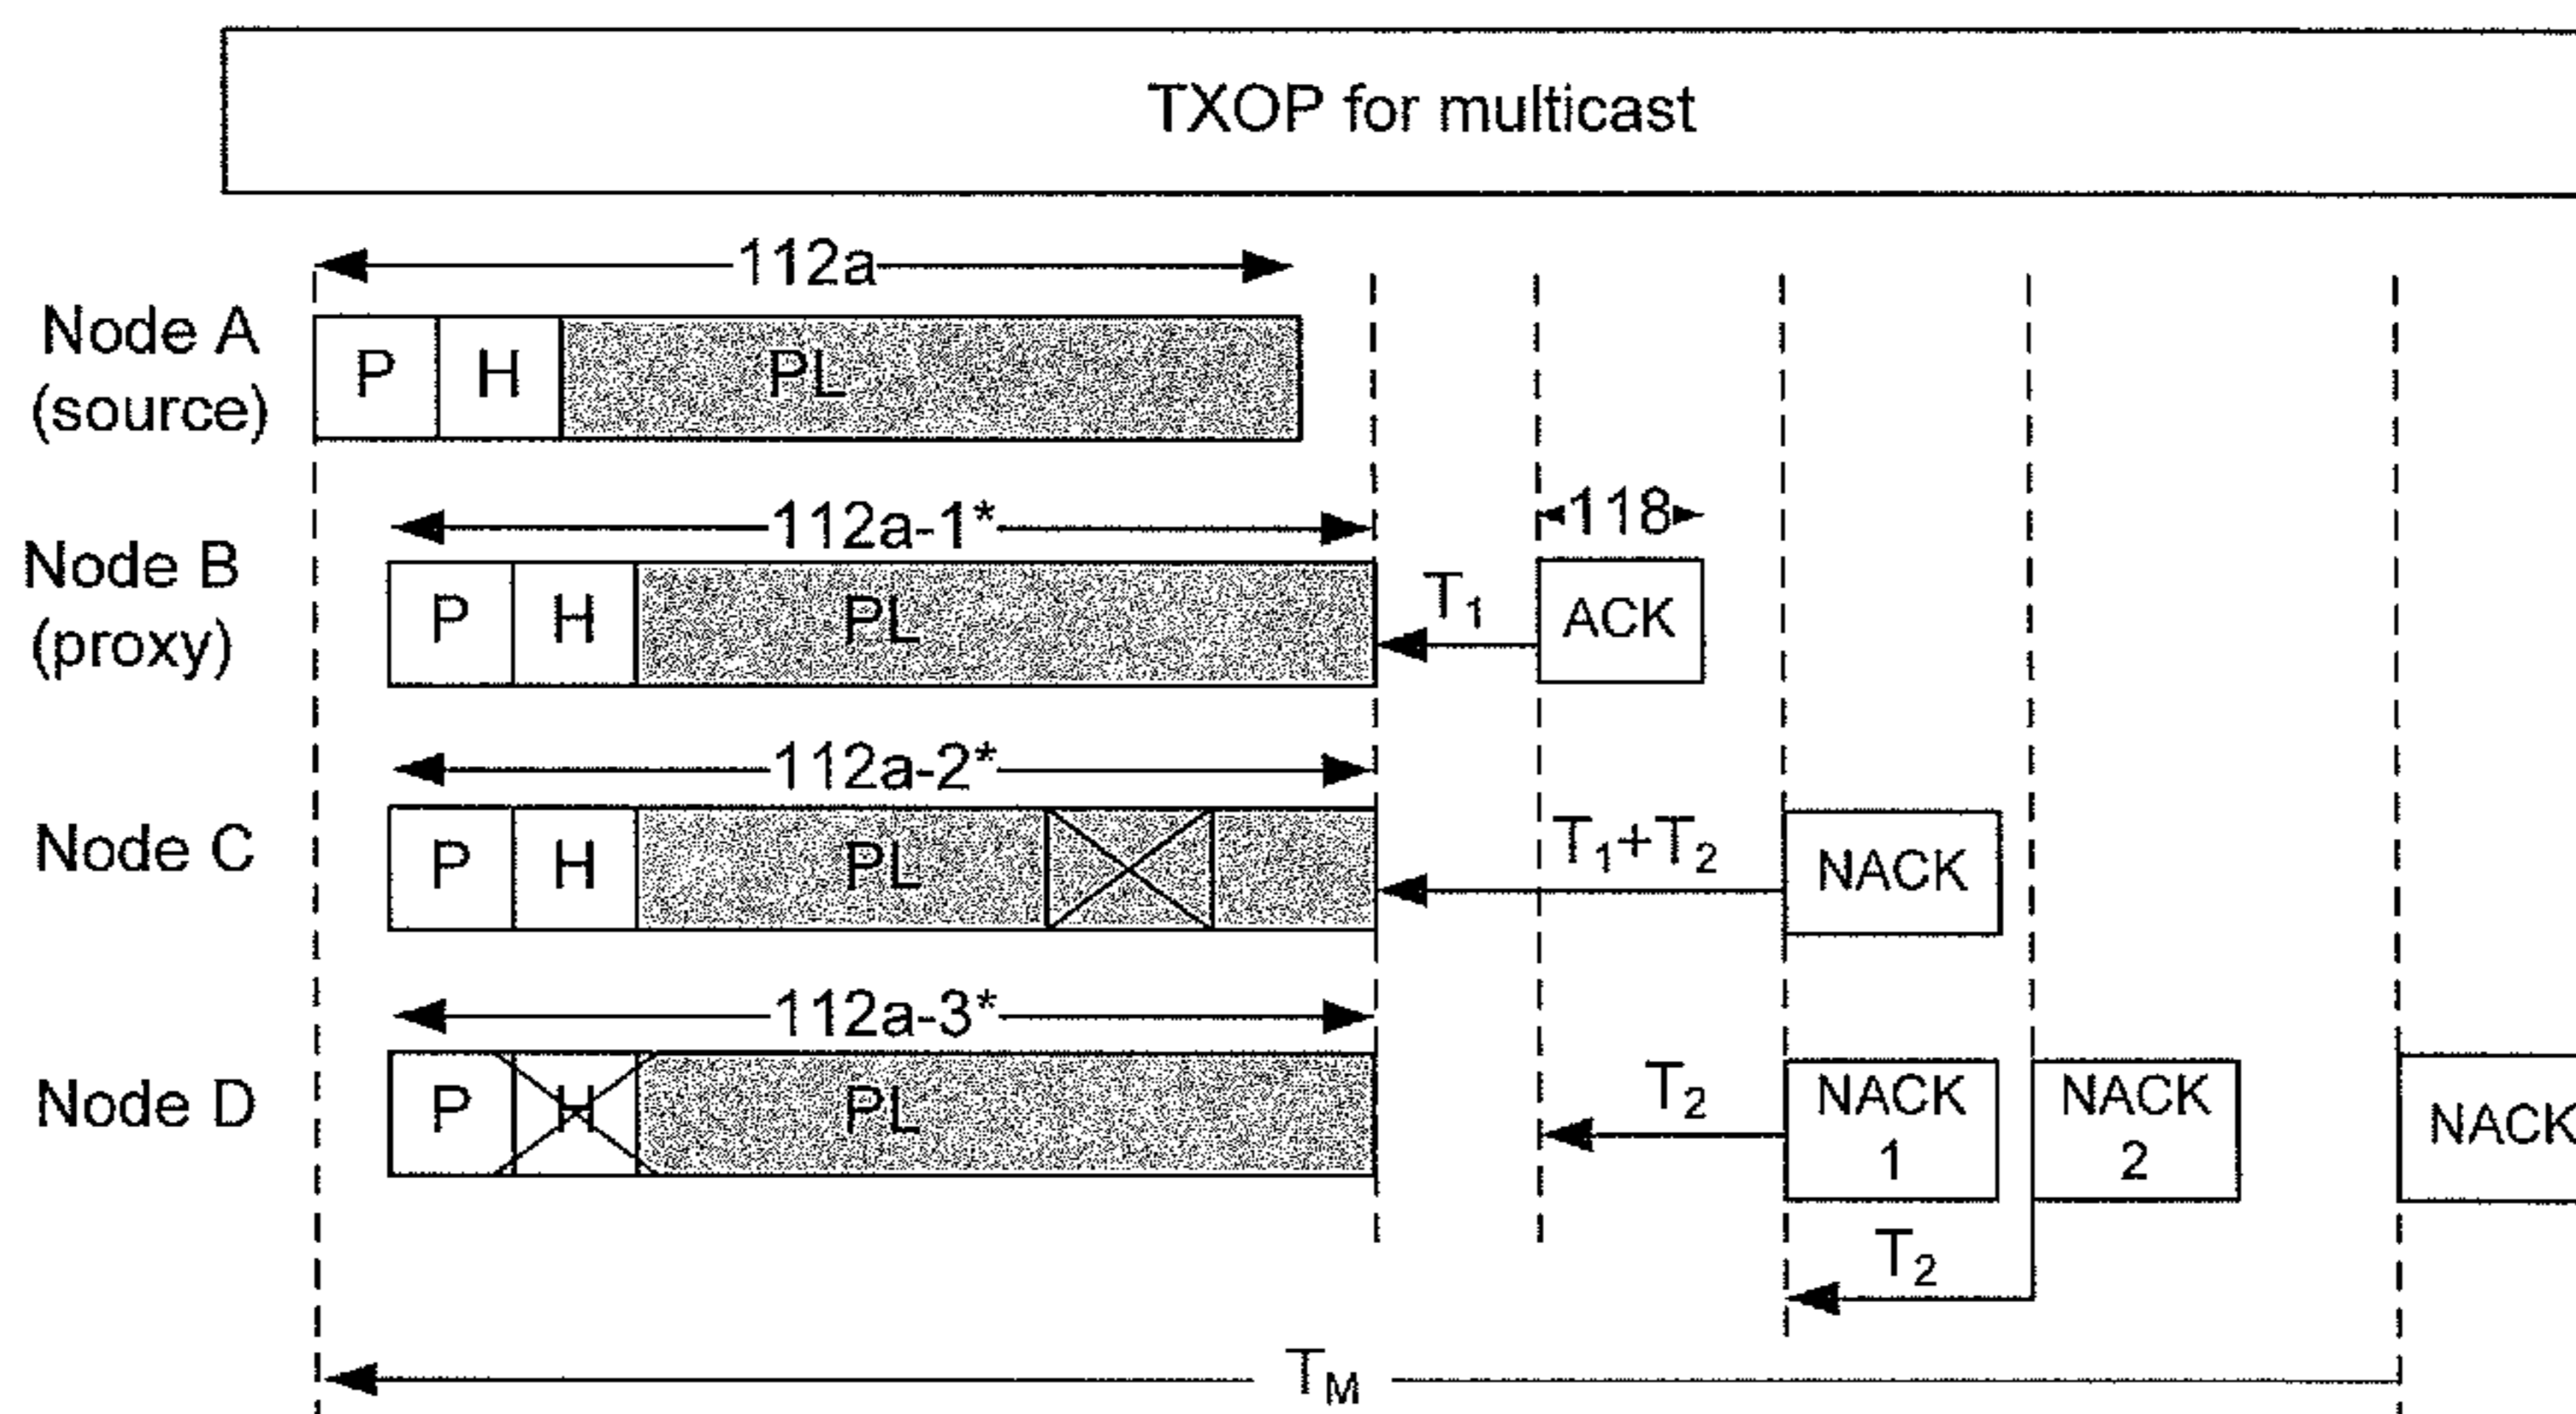 TXOP for multicast
112a
Node A
(source)
P H PL
112a-1*
118
Node B
(proxy)
P H PL
T1
ACK
112a-2*
Node C
P H PL
T1+T2
NACK
112a-3*
Node D
P H PL
T2
NACK
1
NACK
2
NACK
T2
TM